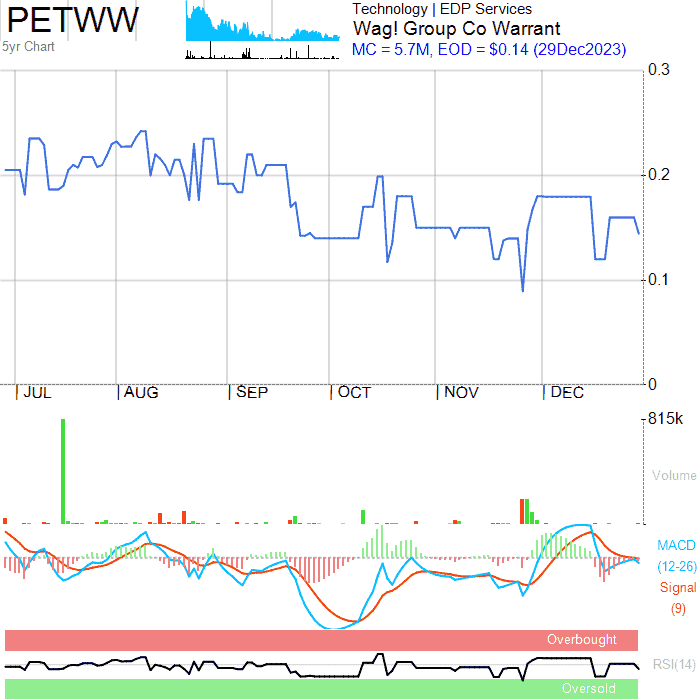 PETWW
5yr Chart
Technology | EDP Services
Wag! Group Co Warrant
MC = 5.7M, EOD = $0.14 (29Dec2023)
0.3
0.2
0.1
0
JUL
AUG
SEP
OCT
NOV
DEC
815k
Volume
MACD
(12-26)
Signal
(9)
Overbought
RSI(14)
Oversold